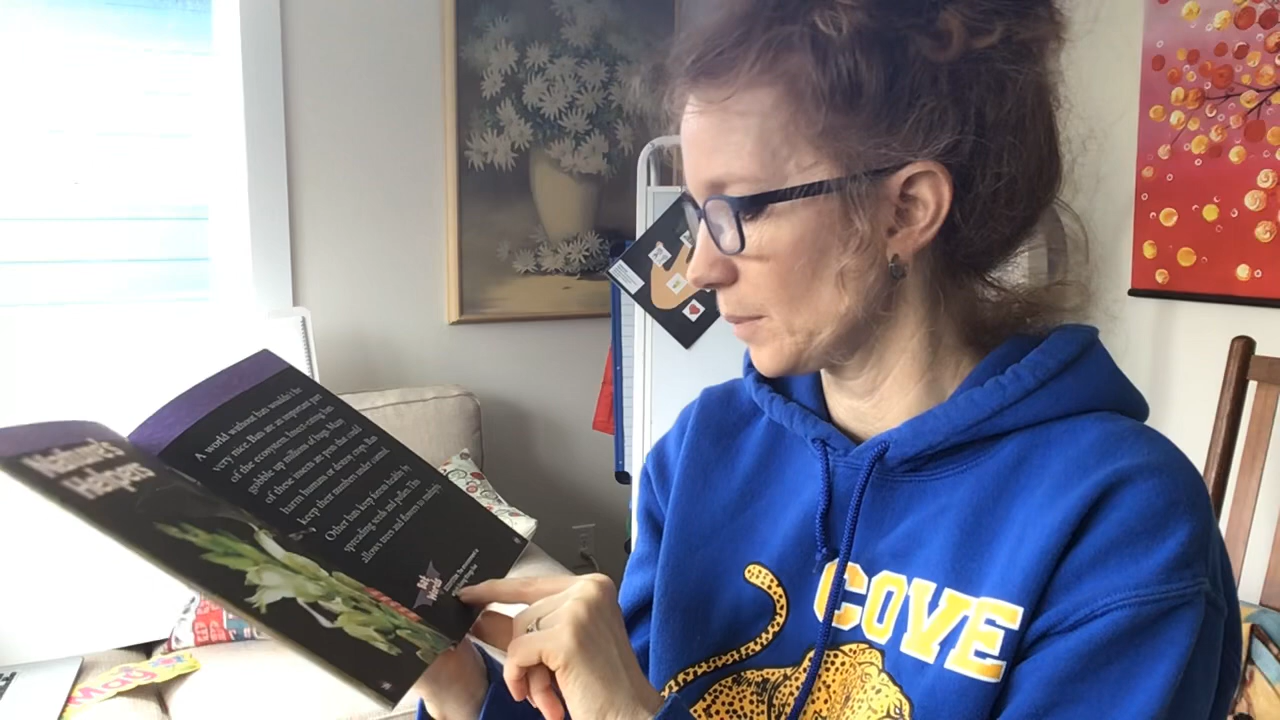 Nature's
Helpers
A world without bats wouldn't be
very nice. Bats are an important part
of the ecosystem. Insect-eating bats
gobble up millions of bugs. Many
of these insects are pests that could
harm humans or destroy crops. Bats
keep their numbers under control.
Other bats keep forests healthy by
spreading seeds and pollen. This
allows trees and flowers to multiply.
Bat
Words
COVE
May